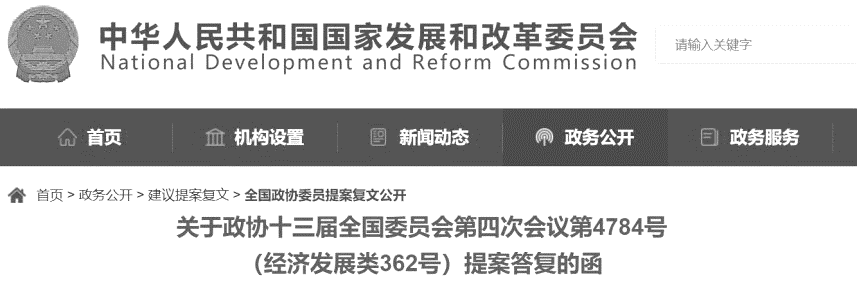 中华人民共和国国家发展和改革委员会
National Development and Reform Commission
请输入关键字
首页 机构设置 新闻动态 政务公开 政务服务
首页 > 政务公开 > 建议提案复文 > 全国政协委员提案复文公开
关于政协十三届全国委员会第四次会议第4784号
（经济发展类362号）提案答复的函